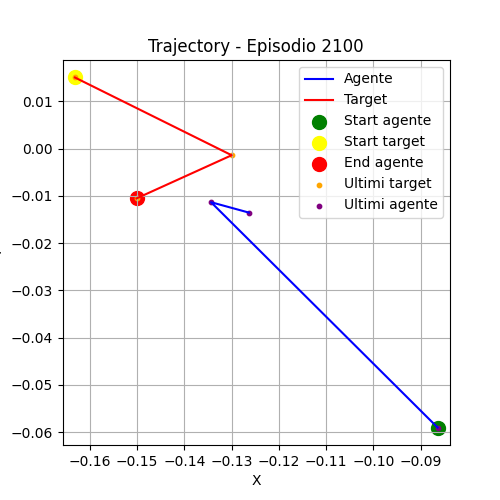 Trajectory - Episodio 2100
Agente
Target
Start agente
Start target
End agente
Ultimi target
Ultimi agente
0.01
0.00
−0.01
−0.02
−0.03
−0.04
−0.05
−0.06
−0.16 −0.15 −0.14 −0.13 −0.12 −0.11 −0.10 −0.09
X